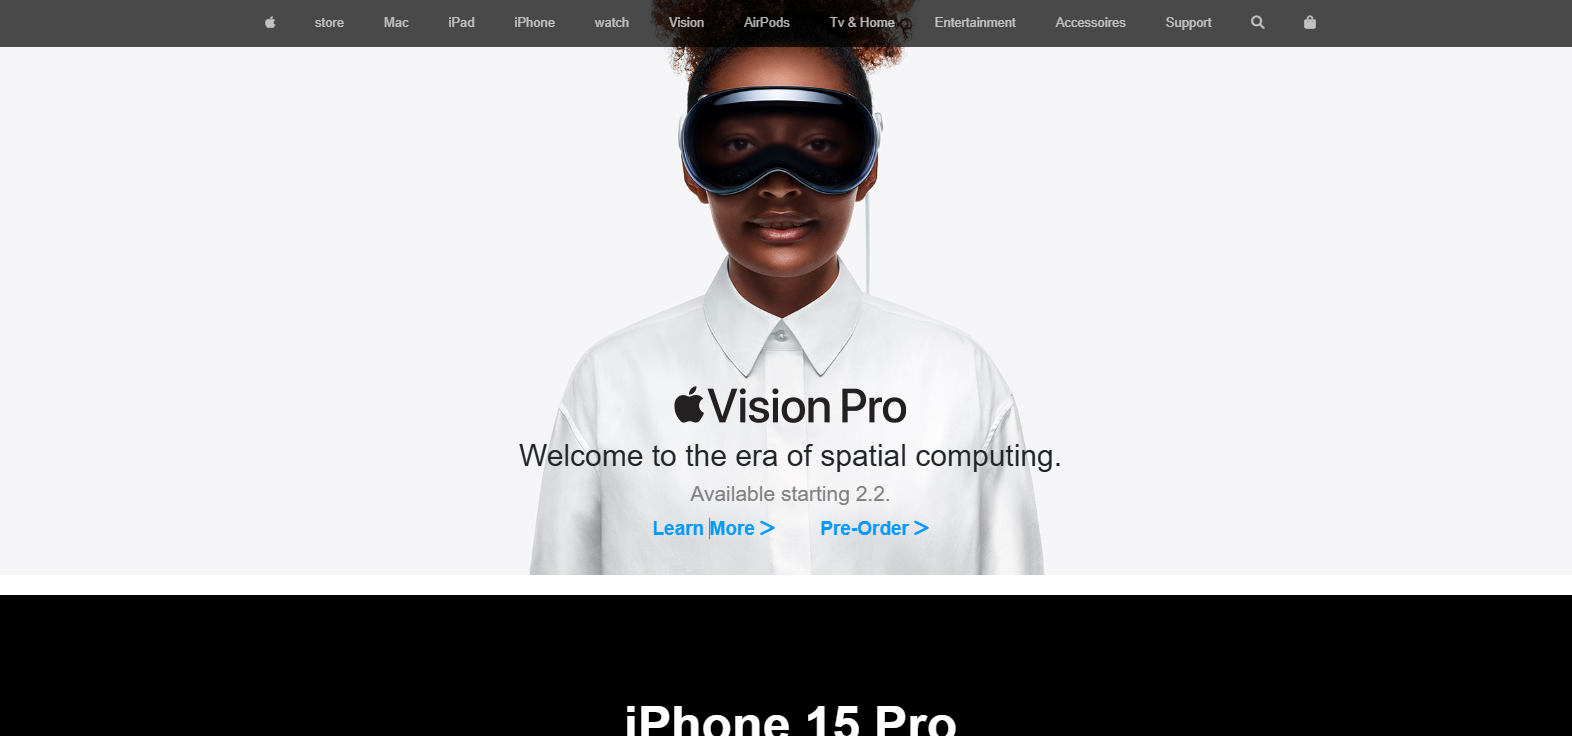 store Mac iPad iPhone watch Vision AirPods Tv & Home Entertainment Accessoires Support
Vision Pro
Welcome to the era of spatial computing.
Available starting 2.2.
Learn More > Pre-Order >
iPhone 15 Pro